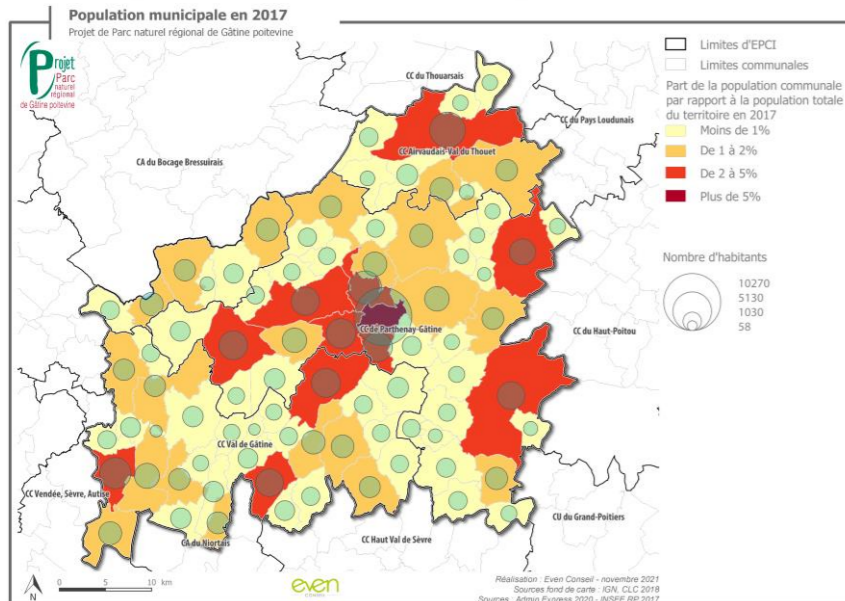 Population municipale en 2017
Projet de Parc naturel régional de Gâtine poitevine
Projet
Parc
naturel
régional
de Gâtine poitevine
CC du Thouarsais
CC du Pays Loudunais
CC Airvaudais-Val du Thouet
CA du Bocage Bressuirais
CC de Parthenay-Gâtine
CC du Haut-Poitou
CC Val de Gâtine
CC Vendée, Sèvre, Autise
CU du Grand-Poitiers
CA du Niortais
CC Haut Val de Sèvre
Limites d'EPCI
Limites communales
Part de la population communale
par rapport à la population totale
du territoire en 2017
Moins de 1%
De 1 à 2%
De 2 à 5%
Plus de 5%
Nombre d'habitants
10270
5130
1030
58
N
0 5 10 km
even
Réalisation : Even Conseil - novembre 2021
Sources fond de carte : IGN, CLC 2018
Sources : Admin Express 2020 - INSEE RP 2017